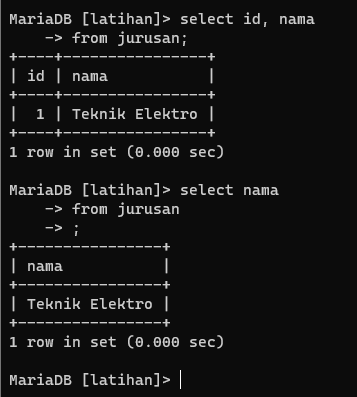 MariaDB [latihan]> select id, nama
    -> from jurusan;
+----+----------------+
| id | nama           |
+----+----------------+
|  1 | Teknik Elektro |
+----+----------------+
1 row in set (0.000 sec)

MariaDB [latihan]> select nama
    -> from jurusan
    -> ;
+----------------+
| nama           |
+----------------+
| Teknik Elektro |
+----------------+
1 row in set (0.000 sec)

MariaDB [latihan]>